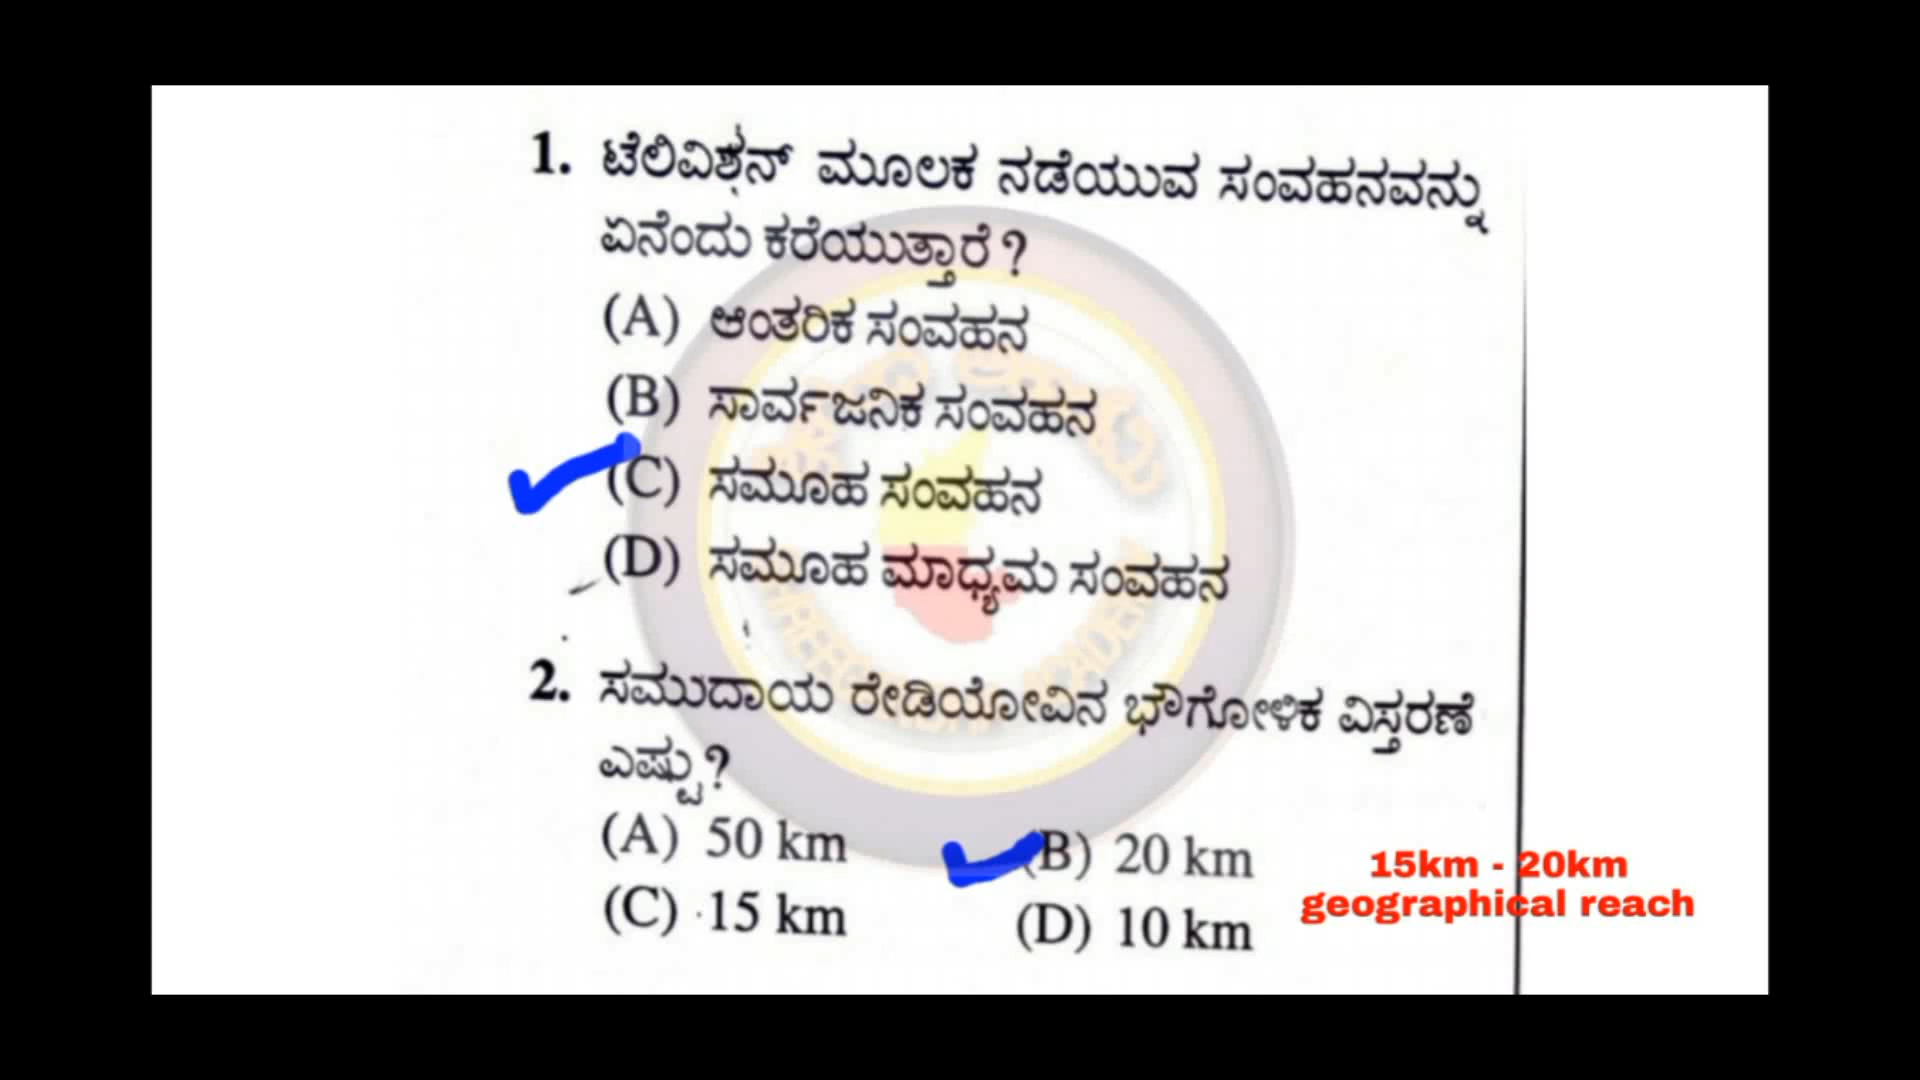 1. ಟೆಲಿವಿಶನ್ ಮೂಲಕ ನಡೆಯುವ ಸಂವಹನವನ್ನು
ಏನೆಂದು ಕರೆಯುತ್ತಾರೆ ?
(A) ಆಂತರಿಕ ಸಂವಹನ
(B) ಸಾರ್ವಜನಿಕ ಸಂವಹನ
(C) ಸಮೂಹ ಸಂವಹನ
(D) ಸಮೂಹ ಮಾಧ್ಯಮ ಸಂವಹನ
2. ಸಮುದಾಯ ರೇಡಿಯೋವಿನ ಭೌಗೋಳಿಕ ವಿಸ್ತರಣೆ
ಎಷ್ಟು ?
(A) 50 km (B) 20 km
(C) 15 km (D) 10 km
15km - 20km
geographical reach